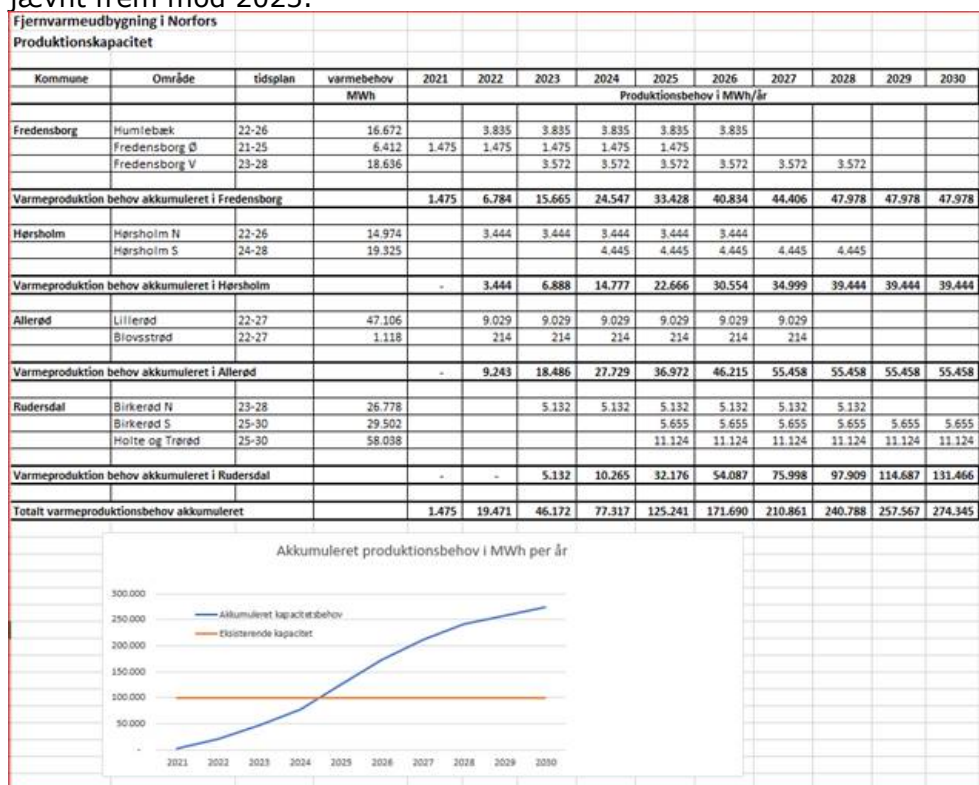 jævnt frem mod 2025.
Fjernvarmeudbygning i Norfors
Produktionskapacitet
Kommune Område tidsplan varmebehov 2021 2022 2023 2024 2025 2026 2027 2028 2029 2030
MWh Produktionsbehov i MWh/år
Fredensborg Humlebæk 22-26 16.672 3.835 3.835 3.835 3.835 3.835
Fredensborg Ø 21-25 6.412 1.475 1.475 1.475 1.475 1.475
Fredensborg V 23-28 18.636 3.572 3.572 3.572 3.572 3.572 3.572
Varmeproduktion behov akkumuleret i Fredensborg 1.475 6.784 15.665 24.547 33.428 40.834 44.406 47.978 47.978 47.978
Hørsholm Hørsholm N 22-26 14.974 3.444 3.444 3.444 3.444 3.444
Hørsholm S 24-28 19.325 4.445 4.445 4.445 4.445 4.445
Varmeproduktion behov akkumuleret i Hørsholm - 3.444 6.888 14.777 22.666 30.554 34.999 39.444 39.444 39.444
Allerød Lillerød 22-27 47.106 9.029 9.029 9.029 9.029 9.029 9.029
Blovsstrød 22-27 1.118 214 214 214 214 214 214
Varmeproduktion behov akkumuleret i Allerød - 9.243 18.486 27.729 36.972 46.215 55.458 55.458 55.458 55.458
Rudersdal Birkerød N 23-28 26.778 5.132 5.132 5.132 5.132 5.132 5.132
Birkerød S 25-30 29.502 5.655 5.655 5.655 5.655 5.655 5.655
Holte og Trørød 25-30 58.038 11.124 11.124 11.124 11.124 11.124 11.124
Varmeproduktion behov akkumuleret i Rudersdal - - 5.132 10.265 32.176 54.087 75.998 97.909 114.687 131.466
Totalt varmeproduktionsbehov akkumuleret 1.475 19.471 46.172 77.317 125.241 171.690 210.861 240.788 257.567 274.345
Akkumuleret produktionsbehov i MWh per år
300.000
250.000
200.000
150.000
100.000
50.000
-
Akkumuleret kapacitetsbehov
Eksisterende kapacitet
2021 2022 2023 2024 2025 2026 2027 2028 2029 2030